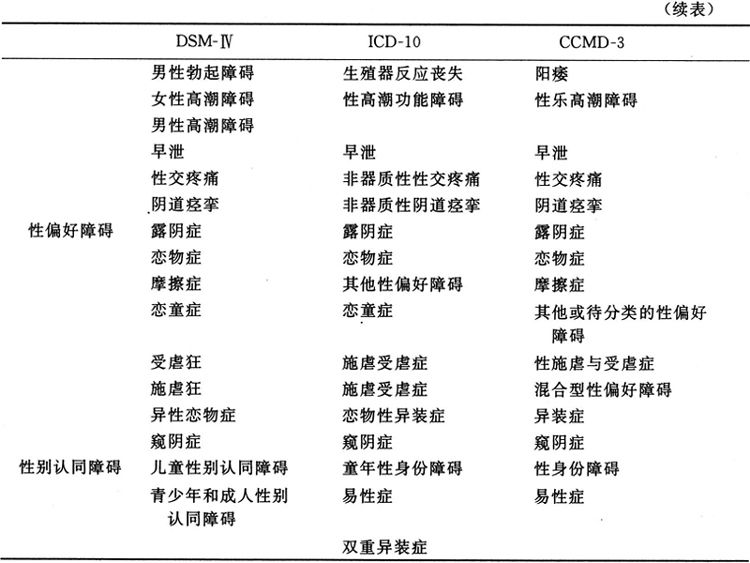 （续表）
DSM-Ⅳ ICD-10 CCMD-3
男性勃起障碍 生殖器反应丧失 阳痿
女性高潮障碍 性高潮功能障碍 性乐高潮障碍
男性高潮障碍
早泄 早泄 早泄
性交疼痛 非器质性性交疼痛 性交疼痛
阴道痉挛 非器质性阴道痉挛 阴道痉挛
性偏好障碍 露阴症 露阴症 露阴症
恋物症 恋物症 恋物症
摩擦症 其他性偏好障碍 摩擦症
恋童症 恋童症 其他或待分类的性偏好
障碍
受虐狂 施虐受虐症 性施虐与受虐症
施虐狂 施虐受虐症 混合型性偏好障碍
异性恋物症 恋物性异装症 异装症
窥阴症 窥阴症 窥阴症
性别认同障碍 儿童性别认同障碍 童年性身份障碍 性身份障碍
青少年和成人性别 易性症 易性症
认同障碍
双重异装症